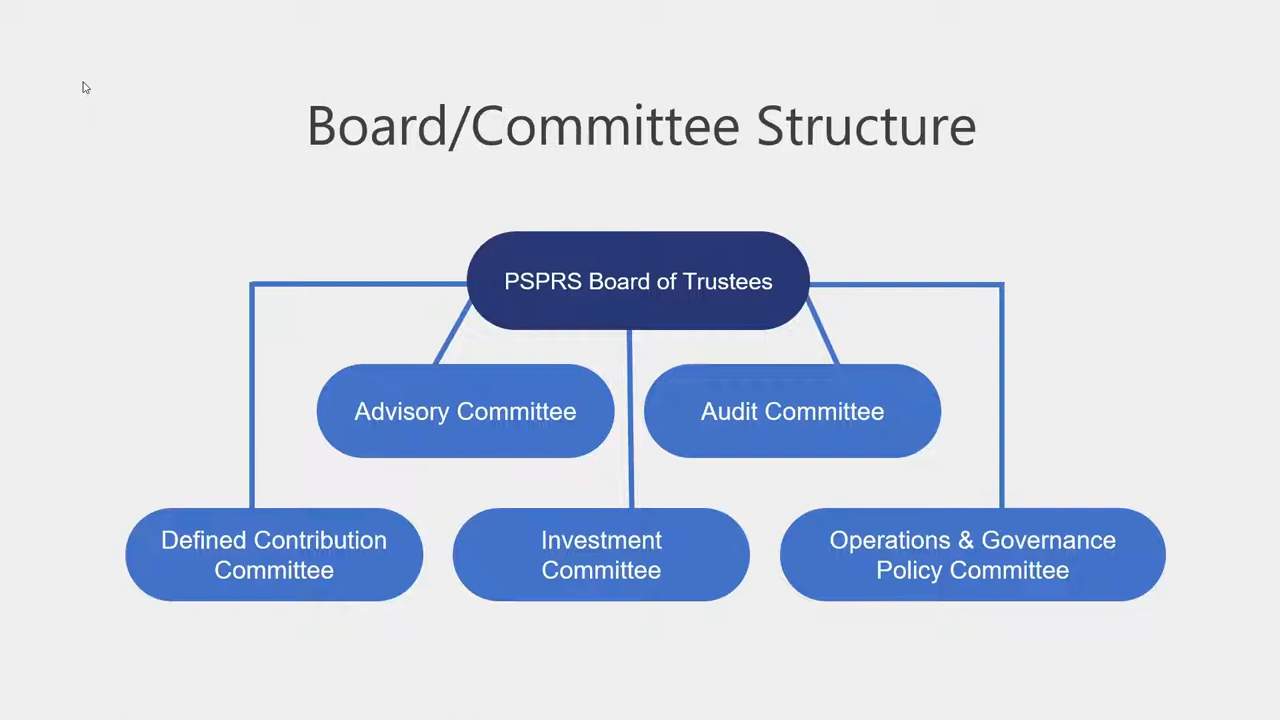 Board/Committee Structure
PSPRS Board of Trustees
Advisory Committee
Audit Committee
Defined Contribution
Committee
Investment
Committee
Operations & Governance
Policy Committee